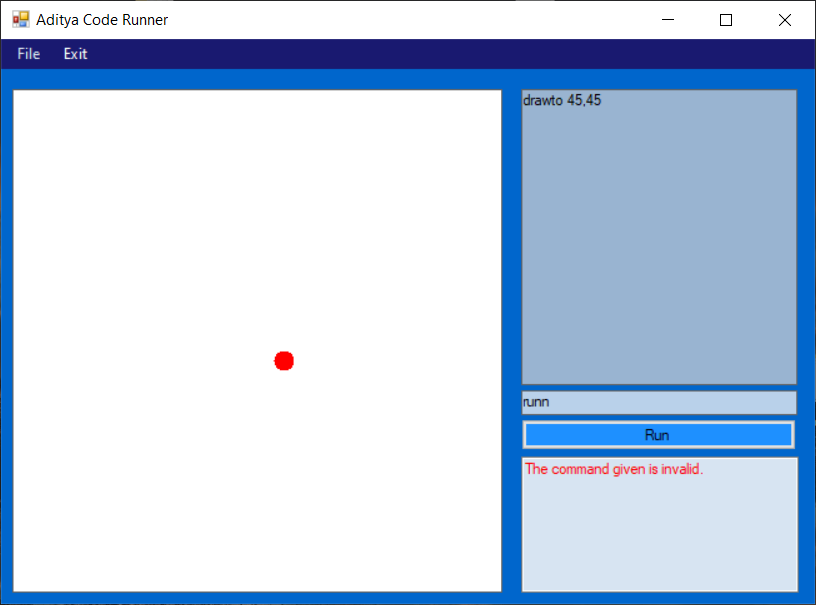 Aditya Code Runner
File Exit
drawto 45,45
runn
Run
The command given is invalid.